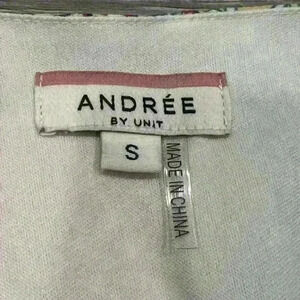 ANDRÉE
BY UNIT
S
MADE IN CHINA